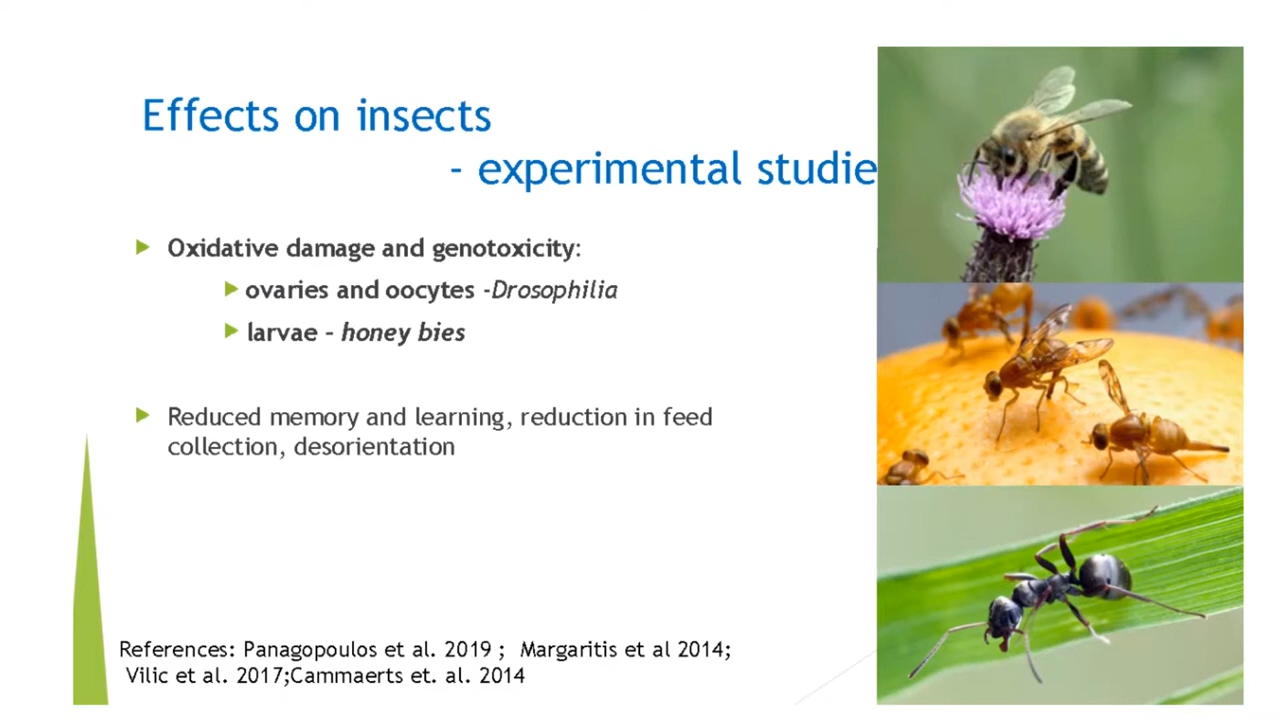 Effects on insects
- experimental studie
Oxidative damage and genotoxicity:
ovaries and oocytes -Drosophilia
larvae – honey bies
Reduced memory and learning, reduction in feed
collection, desorientation
References: Panagopoulos et al. 2019 ; Margaritis et al 2014;
Vilic et al. 2017;Cammaerts et. al. 2014